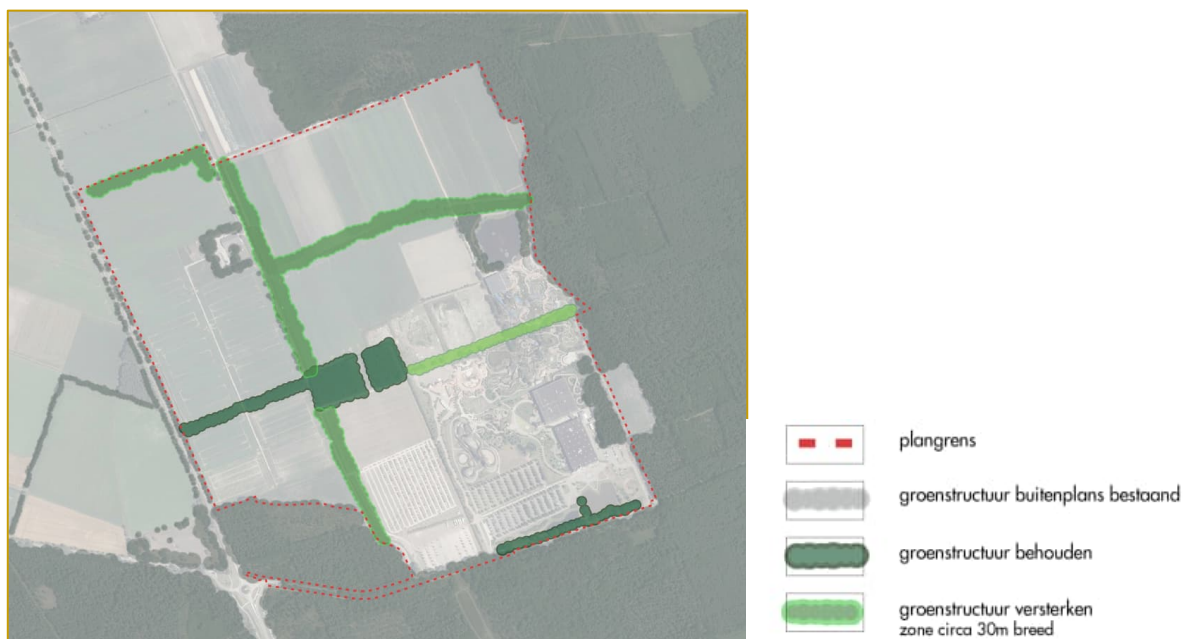 plangrens
groenstructuur buitenplans bestaand
groenstructuur behouden
groenstructuur versterken
zone circa 30m breed